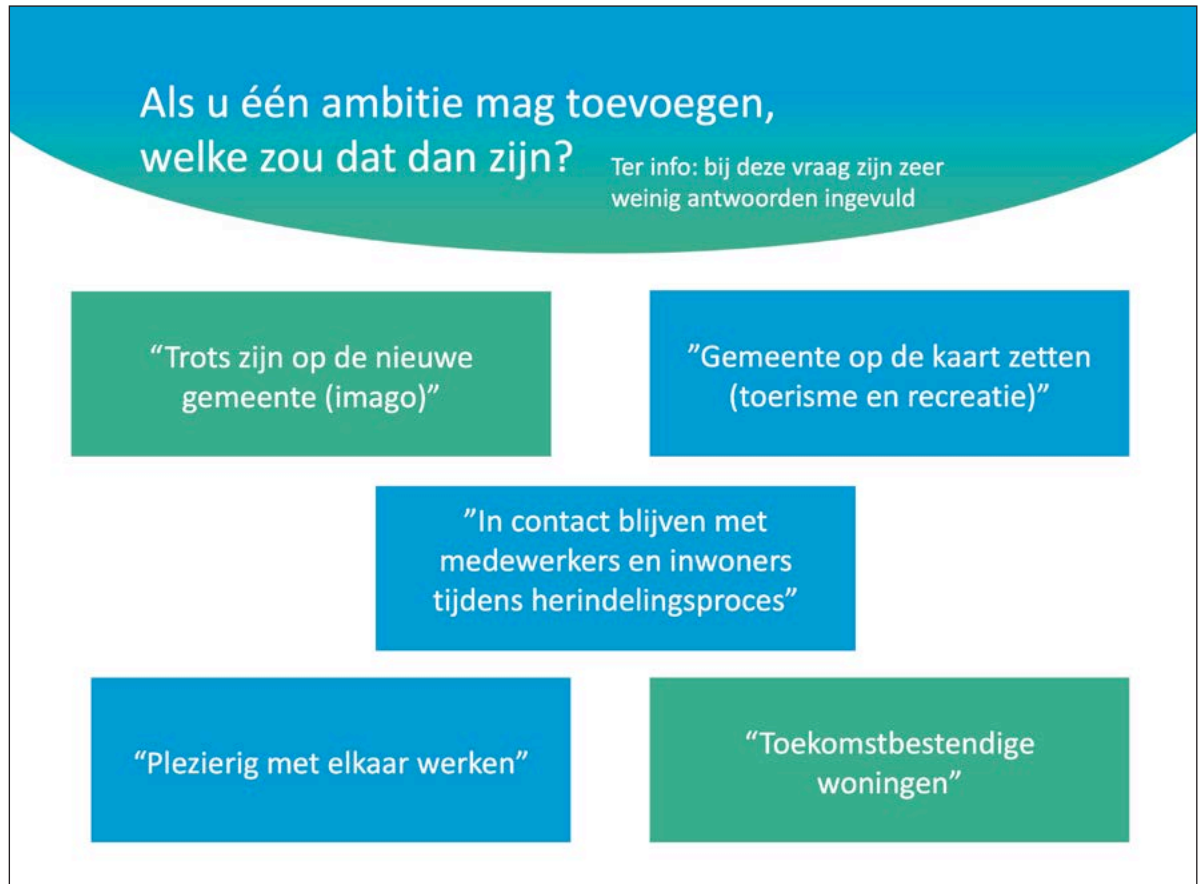 Als u één ambitie mag toevoegen,
welke zou dat dan zijn?
Ter info: bij deze vraag zijn zeer
weinig antwoorden ingevuld
“Trots zijn op de nieuwe
gemeente (imago)”
”Gemeente op de kaart zetten
(toerisme en recreatie)”
”In contact blijven met
medewerkers en inwoners
tijdens herindelingsproces”
“Plezierig met elkaar werken”
“Toekomstbestendige
woningen”